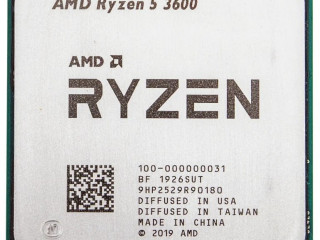 AMD Ryzen 5 3600
AMD
RYZEN
100-000000031
BF 1926SUT
9HP2529R90180
DIFFUSED IN USA
DIFFUSED IN TAIWAN
MADE IN CHINA
© 2019 AMD